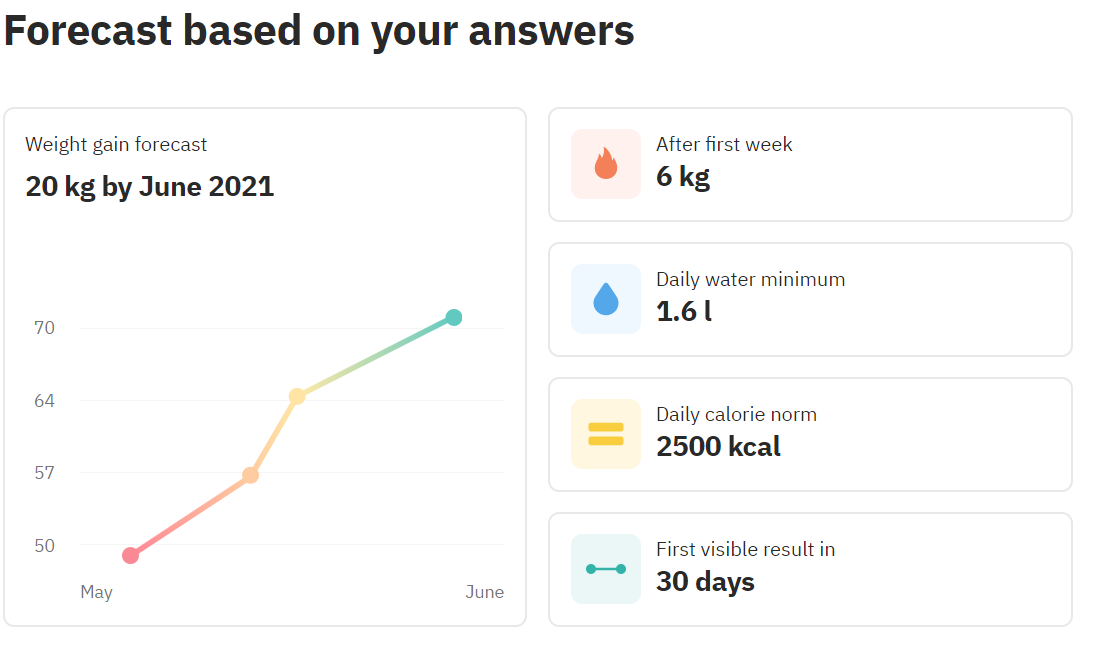 Forecast based on your answers
Weight gain forecast
20 kg by June 2021
70
64
57
50
May
June
After first week
6 kg
Daily water minimum
1.6 l
Daily calorie norm
2500 kcal
First visible result in
30 days